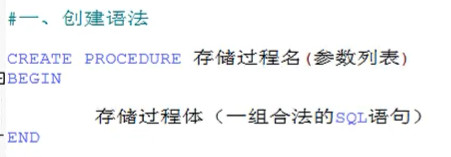 #一、创建语法
CREATE PROCEDURE 存储过程名(参数列表)
BEGIN
存储过程体（一组合法的SQL语句）
END